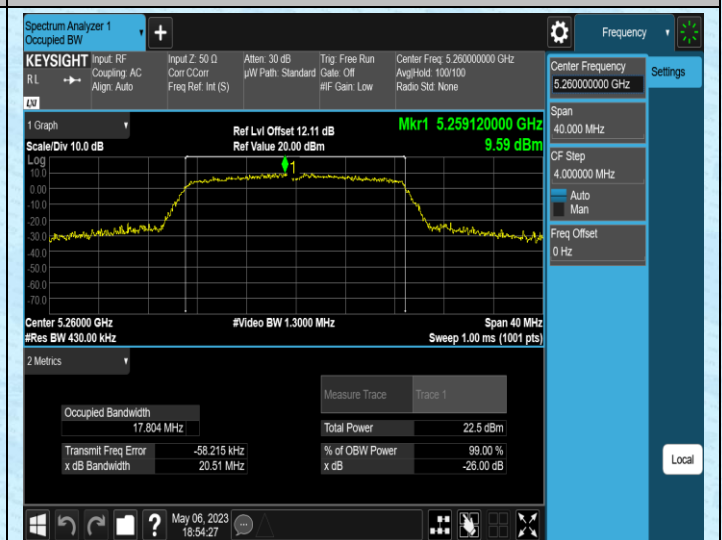 Spectrum Analyzer 1
Occupied BW
+
Frequency
KEYSIGHT
RL
LXI
Input: RF
Coupling: AC
Align: Auto
Input Z: 50 Ω
Corr CCorr
Freq Ref: Int (S)
Atten: 30 dB
µW Path: Standard
Trig: Free Run
Gate: Off
#IF Gain: Low
Center Freq: 5.260000000 GHz
Avg|Hold: 100/100
Radio Std: None
Center Frequency
5.260000000 GHz
Settings
Span
40.000 MHz
CF Step
4.000000 MHz
Auto
Man
Freq Offset
0 Hz
Local
1 Graph
Scale/Div 10.0 dB
Ref Lvl Offset 12.11 dB
Ref Value 20.00 dBm
Mkr1 5.259120000 GHz
9.59 dBm
Log
10.0
0.00
-10.0
-20.0
-30.0
-40.0
-50.0
-60.0
-70.0
1
Center 5.26000 GHz
#Res BW 430.00 kHz
#Video BW 1.3000 MHz
Span 40 MHz
Sweep 1.00 ms (1001 pts)
2 Metrics
Measure Trace
Trace 1
Occupied Bandwidth
17.804 MHz
Total Power
22.5 dBm
Transmit Freq Error
-58.215 kHz
% of OBW Power
99.00 %
x dB Bandwidth
20.51 MHz
x dB
-26.00 dB
?
May 06, 2023
18:54:27